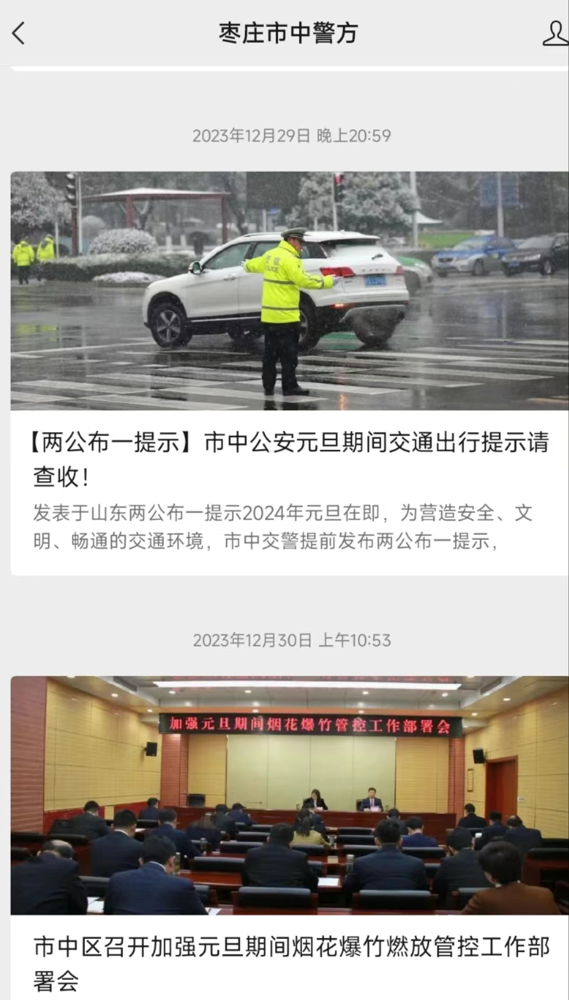 枣庄市中警方
2023年12月29日 晚上20:59
【两公布一提示】市中公安元旦期间交通出行提示请
查收！
发表于山东两公布一提示2024年元旦在即，为营造安全、文
明、畅通的交通环境，市中交警提前发布两公布一提示，
2023年12月30日 上午10:53
加强元旦期间烟花爆竹管控工作部署会
市中区召开加强元旦期间烟花爆竹燃放管控工作部
署会